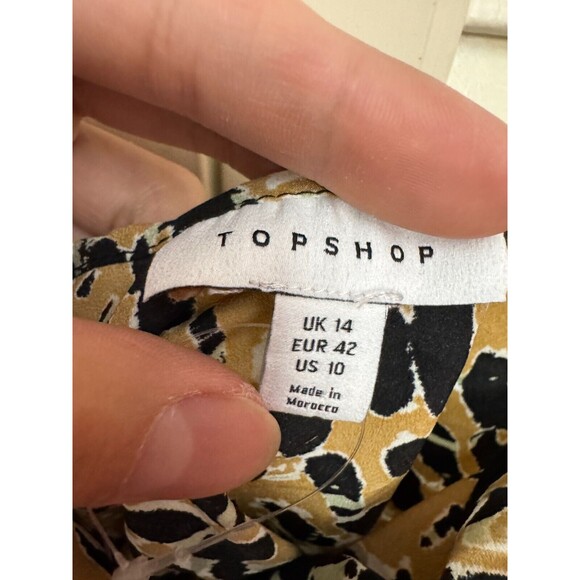 TOPSHOP
UK 14
EUR 42
US 10
Made in
Morocco